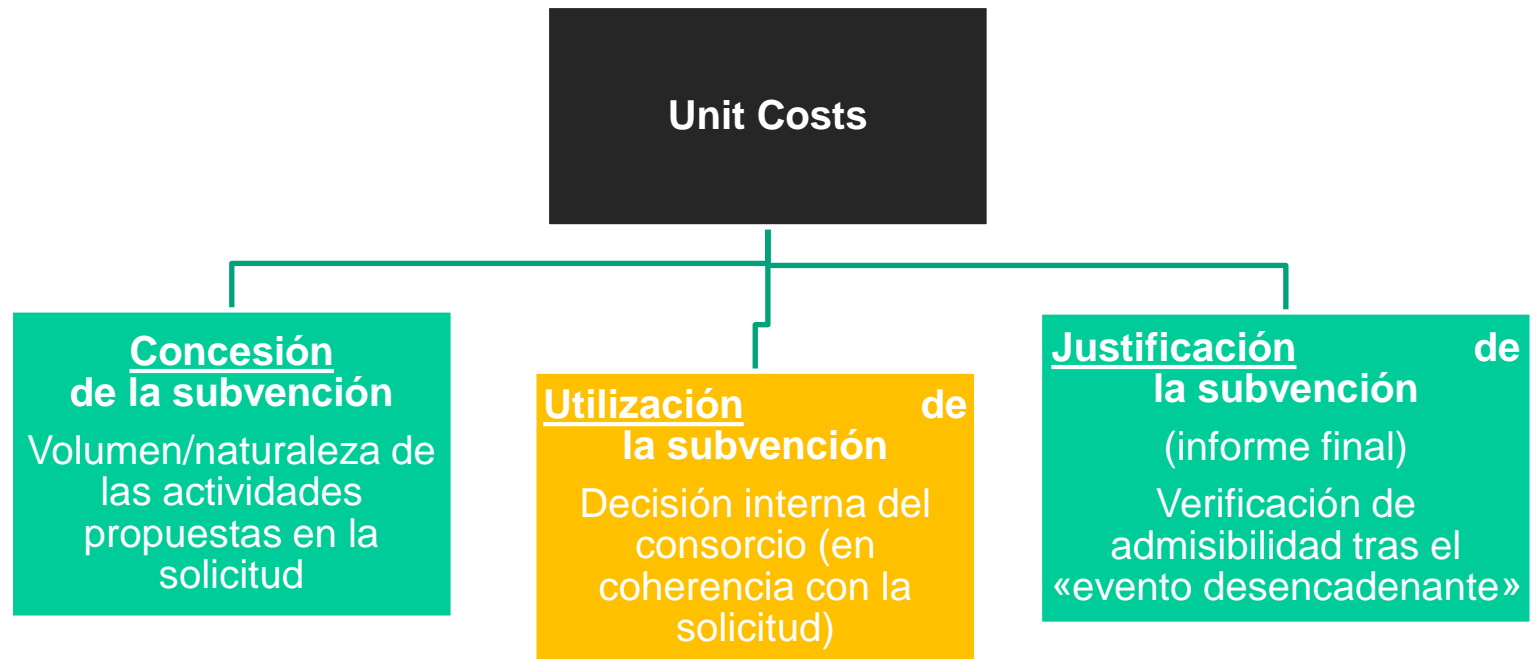 Unit Costs
Concesión
de la subvención
Volumen/naturaleza de
las actividades
propuestas en la
solicitud
Utilización de
la subvención
Decisión interna del
consorcio (en
coherencia con la
solicitud)
Justificación de
la subvención
(informe final)
Verificación de
admisibilidad tras el
«evento desencadenante»